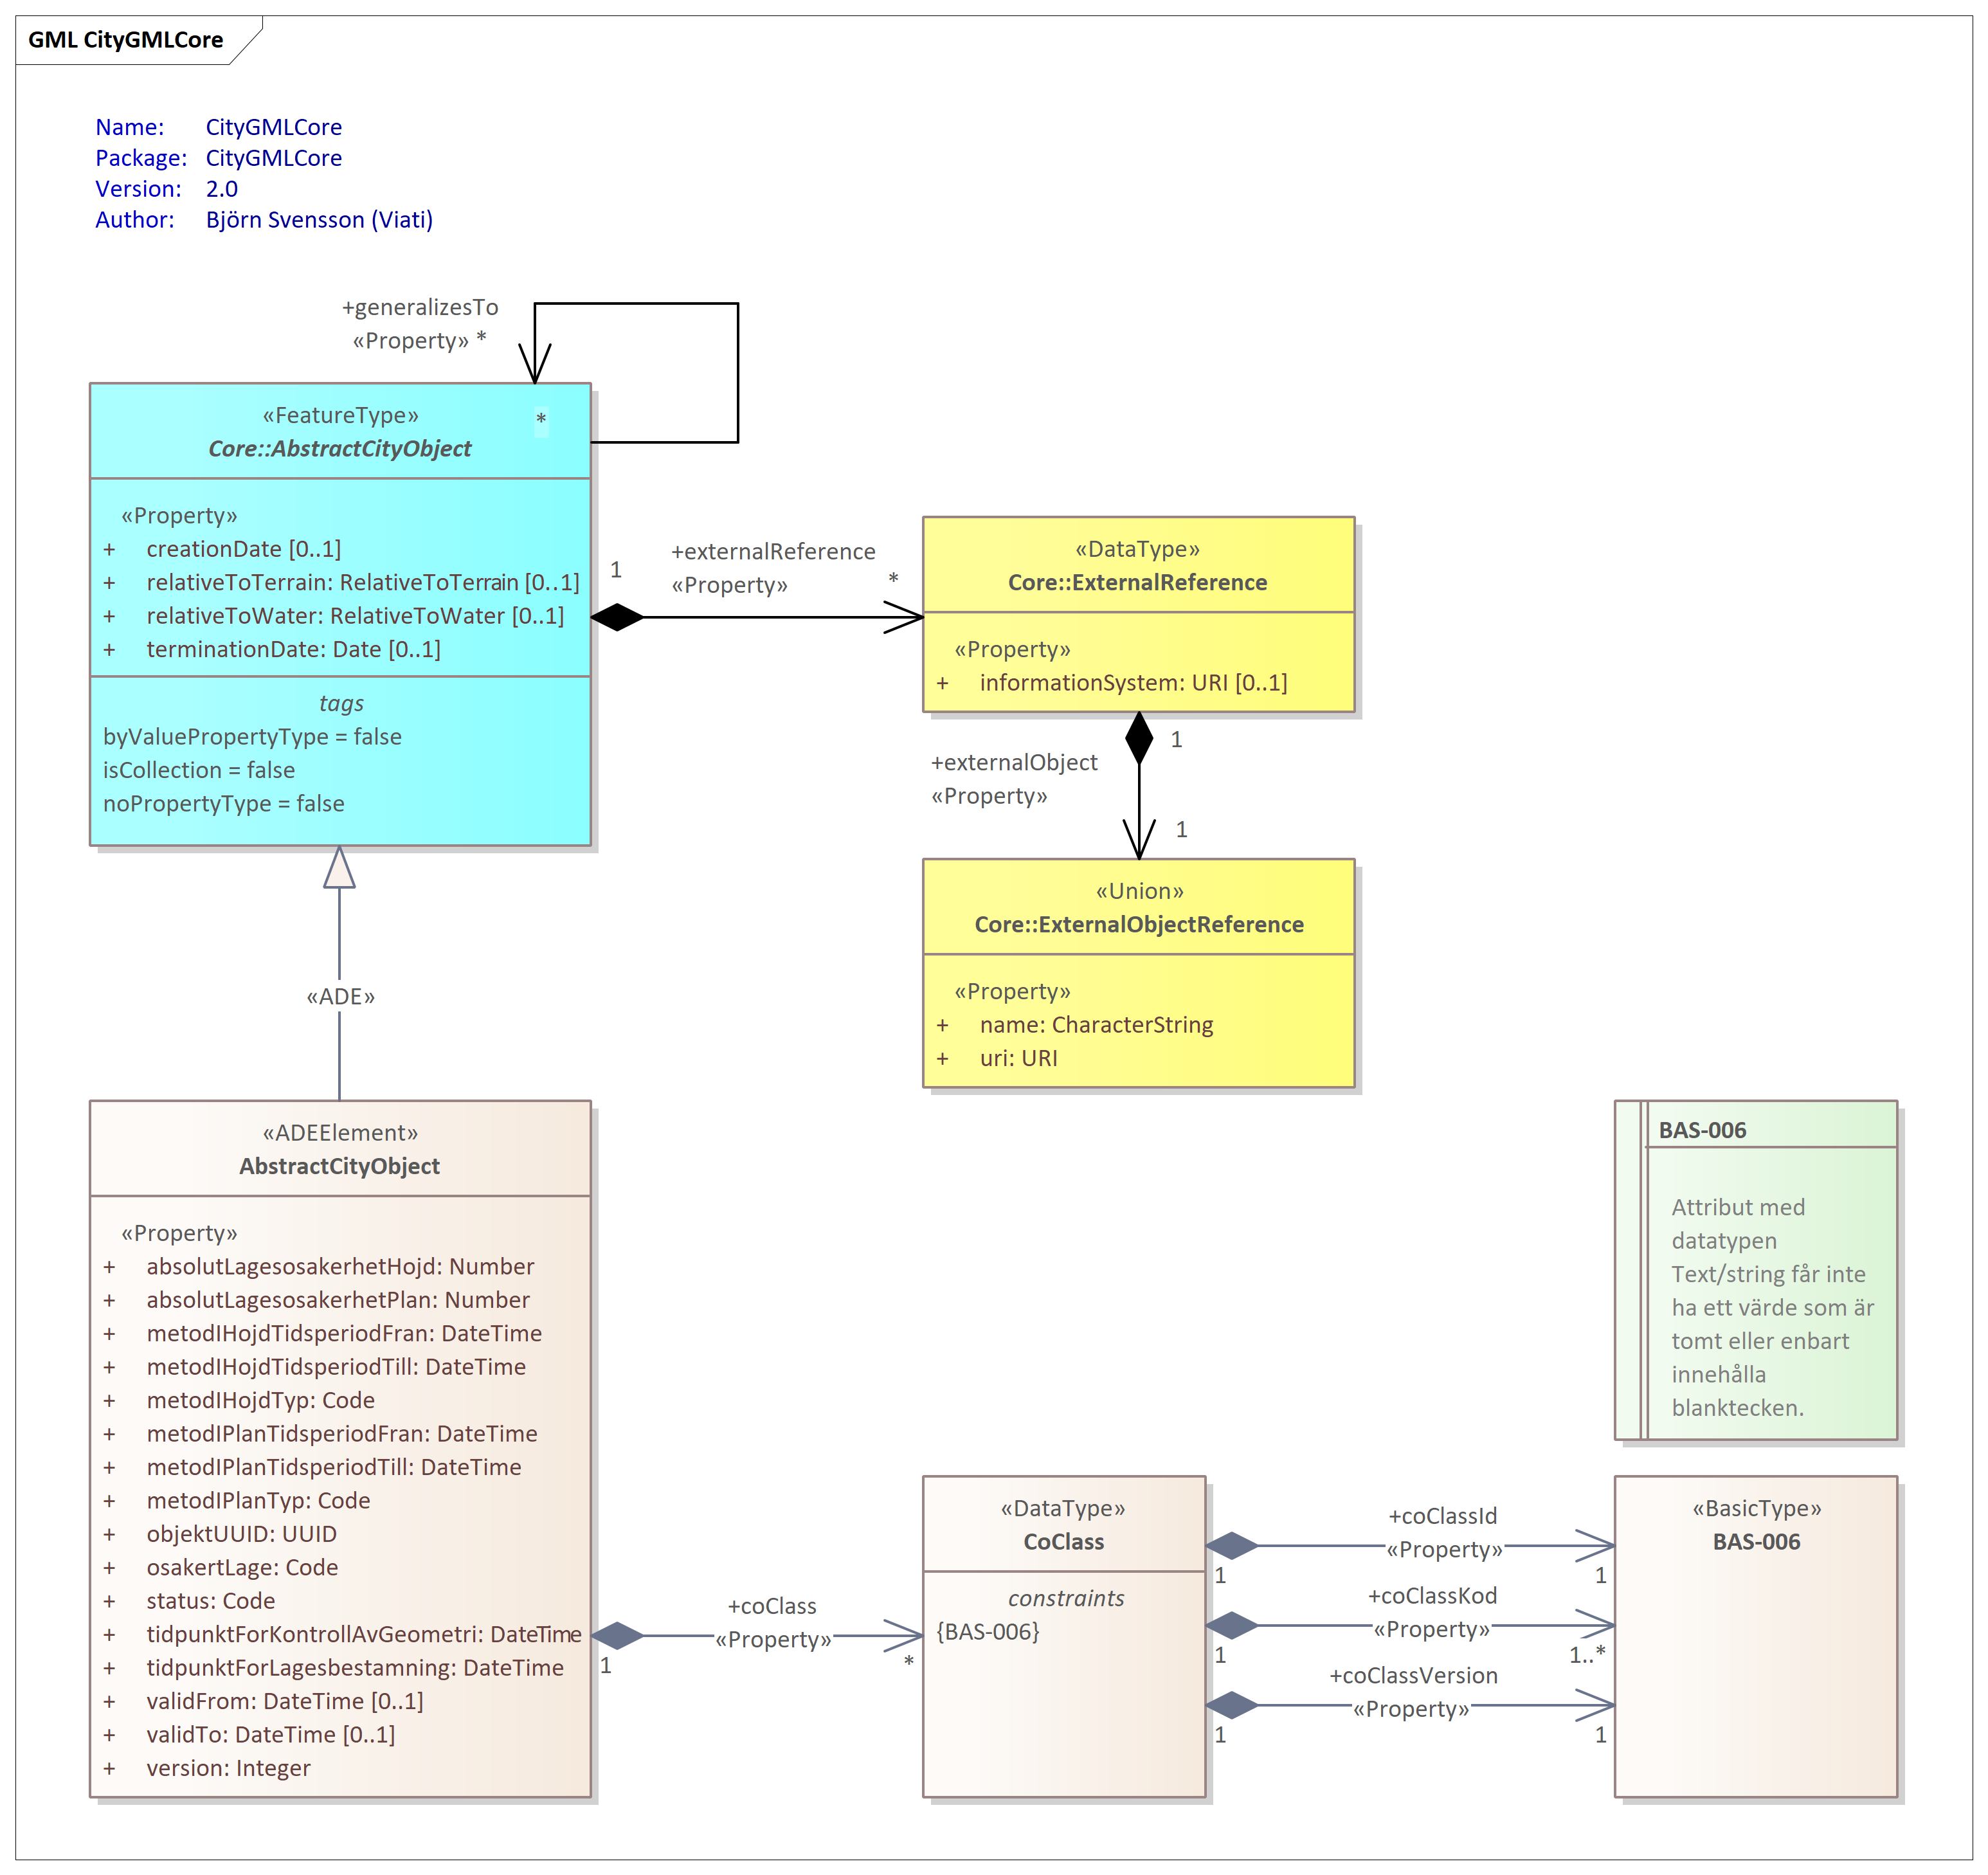 GML CityGMLCore
Name: CityGMLCore
Package: CityGMLCore
Version: 2.0
Author: Björn Svensson (Viati)
+generalizesTo
«Property» *
*
«FeatureType»
Core::AbstractCityObject
«Property»
+ creationDate [0..1]
+ relativeToTerrain: RelativeToTerrain [0..1]
+ relativeToWater: RelativeToWater [0..1]
+ terminationDate: Date [0..1]
tags
byValuePropertyType = false
isCollection = false
noPropertyType = false
1
+externalReference
«Property»
*
«DataType»
Core::ExternalReference
«Property»
+ informationSystem: URI [0..1]
1
+externalObject
«Property»
1
«Union»
Core::ExternalObjectReference
«Property»
+ name: CharacterString
+ uri: URI
«ADE»
«ADEElement»
AbstractCityObject
«Property»
+ absolutLagesosakerhetHojd: Number
+ absolutLagesosakerhetPlan: Number
+ metodIHojdTidsperiodFran: DateTime
+ metodIHojdTidsperiodTill: DateTime
+ metodIHojdTyp: Code
+ metodIPlanTidsperiodFran: DateTime
+ metodIPlanTidsperiodTill: DateTime
+ metodIPlanTyp: Code
+ objektUUID: UUID
+ osakertLage: Code
+ status: Code
+ tidpunktForKontrollAvGeometri: DateTime
+ tidpunktForLagesbestamning: DateTime
+ validFrom: DateTime [0..1]
+ validTo: DateTime [0..1]
+ version: Integer
1
+coClass
«Property»
*
«DataType»
CoClass
constraints
{BAS-006}
+coClassId
«Property»
1
1
+coClassKod
«Property»
1
1..*
+coClassVersion
«Property»
1
1
BAS-006
Attribut med
datatypen
Text/string får inte
ha ett värde som är
tomt eller enbart
innehålla
blanktecken.
«BasicType»
BAS-006